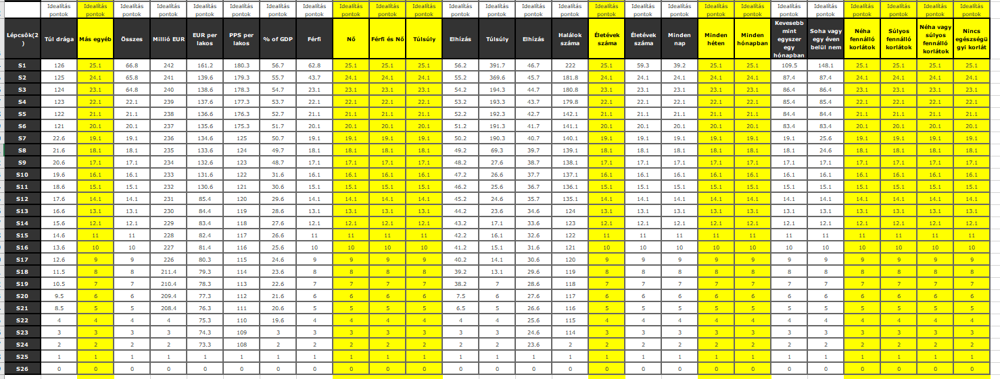 Idealitás Idealitás Idealitás Idealitás Idealitás Idealitás Idealitás Idealitás Idealitás Idealitás Idealitás Idealitás Idealitás Idealitás Idealitás Idealitás Idealitás Idealitás Idealitás Idealitás Idealitás Idealitás Idealitás Idealitás Idealitás Idealitás
pontok pontok pontok pontok pontok pontok pontok pontok pontok pontok pontok pontok pontok pontok pontok pontok pontok pontok pontok pontok pontok pontok pontok pontok pontok pontok
Lépcsők(2
)
Túl drága
Más egyéb
Összes
Millió EUR
EUR per
lakos
PPS per
lakos
% of GDP
Férfi
Nő
Férfi és Nő
Túlsúly
Elhízás
Túlsúly
Elhízás
Halálok
száma
Életévek
száma
Életévek
száma
Minden
nap
Minden
héten
Minden
hónapban
Kevesebb
mint
egyszer
egy
hónapban
Soha vagy
egy éven
belül nem
Néha
fennálló
korlátok
Súlyos
fennálló
korlátok
Néha vagy
súlyos
fennálló
korlátok
Nincs
egészségü
gyi korlát
S1 126 25.1 66.8 242 161.2 180.3 56.7 62.8 25.1 25.1 25.1 56.2 391.7 46.7 222 25.1 59.3 39.2 25.1 25.1 109.5 148.1 25.1 25.1 25.1 25.1
S2 125 24.1 65.8 241 139.6 179.3 55.7 43.7 24.1 24.1 24.1 55.2 369.6 45.7 181.8 24.1 24.1 24.1 24.1 24.1 87.4 87.4 24.1 24.1 24.1 24.1
S3 124 23.1 64.8 240 138.6 178.3 54.7 23.1 23.1 23.1 23.1 54.2 194.3 44.7 180.8 23.1 23.1 23.1 23.1 23.1 86.4 86.4 23.1 23.1 23.1 23.1
S4 123 22.1 22.1 239 137.6 177.3 53.7 22.1 22.1 22.1 22.1 53.2 193.3 43.7 179.8 22.1 22.1 22.1 22.1 22.1 85.4 85.4 22.1 22.1 22.1 22.1
S5 122 21.1 21.1 238 136.6 176.3 52.7 21.1 21.1 21.1 21.1 52.2 192.3 42.7 142.1 21.1 21.1 21.1 21.1 21.1 84.4 84.4 21.1 21.1 21.1 21.1
S6 121 20.1 20.1 237 135.6 175.3 51.7 20.1 20.1 20.1 20.1 51.2 191.3 41.7 141.1 20.1 20.1 20.1 20.1 20.1 83.4 83.4 20.1 20.1 20.1 20.1
S7 22.6 19.1 19.1 236 134.6 125 50.7 19.1 19.1 19.1 19.1 50.2 190.3 40.7 140.1 19.1 19.1 19.1 19.1 19.1 19.1 25.6 19.1 19.1 19.1 19.1
S8 21.6 18.1 18.1 235 133.6 124 49.7 18.1 18.1 18.1 18.1 49.2 69.3 39.7 139.1 18.1 18.1 18.1 18.1 18.1 18.1 24.6 18.1 18.1 18.1 18.1
S9 20.6 17.1 17.1 234 132.6 123 48.7 17.1 17.1 17.1 17.1 48.2 27.6 38.7 138.1 17.1 17.1 17.1 17.1 17.1 17.1 17.1 17.1 17.1 17.1 17.1
S10 19.6 16.1 16.1 233 131.6 122 31.6 16.1 16.1 16.1 16.1 47.2 26.6 37.7 137.1 16.1 16.1 16.1 16.1 16.1 16.1 16.1 16.1 16.1 16.1 16.1
S11 18.6 15.1 15.1 232 130.6 121 30.6 15.1 15.1 15.1 15.1 46.2 25.6 36.7 136.1 15.1 15.1 15.1 15.1 15.1 15.1 15.1 15.1 15.1 15.1 15.1
S12 17.6 14.1 14.1 231 85.4 120 29.6 14.1 14.1 14.1 14.1 45.2 24.6 35.7 135.1 14.1 14.1 14.1 14.1 14.1 14.1 14.1 14.1 14.1 14.1 14.1
S13 16.6 13.1 13.1 230 84.4 119 28.6 13.1 13.1 13.1 13.1 44.2 23.6 34.6 124 13.1 13.1 13.1 13.1 13.1 13.1 13.1 13.1 13.1 13.1 13.1
S14 15.6 12.1 12.1 229 83.4 118 27.6 12.1 12.1 12.1 12.1 43.2 17.1 33.6 123 12.1 12.1 12.1 12.1 12.1 12.1 12.1 12.1 12.1 12.1 12.1
S15 14.6 11 11 228 82.4 117 26.6 11 11 11 11 42.2 16.1 32.6 122 11 11 11 11 11 11 11 11 11 11 11
S16 13.6 10 10 227 81.4 116 25.6 10 10 10 10 41.2 15.1 31.6 121 10 10 10 10 10 10 10 10 10 10 10
S17 12.6 9 9 226 80.3 115 24.6 9 9 9 9 40.2 14.1 30.6 120 9 9 9 9 9 9 9 9 9 9 9
S18 11.5 8 8 211.4 79.3 114 23.6 8 8 8 8 39.2 13.1 29.6 119 8 8 8 8 8 8 8 8 8 8 8
S19 10.5 7 7 210.4 78.3 113 22.6 7 7 7 7 38.2 7 28.6 118 7 7 7 7 7 7 7 7 7 7 7
S20 9.5 6 6 209.4 77.3 112 21.6 6 6 6 6 7.5 6 27.6 117 6 6 6 6 6 6 6 6 6 6 6
S21 8.5 5 5 208.4 76.3 111 20.6 5 5 5 5 6.5 5 26.6 116 5 5 5 5 5 5 5 5 5 5 5
S22 4 4 4 4 75.3 110 19.6 4 4 4 4 4 4 25.6 115 4 4 4 4 4 4 4 4 4 4 4
S23 3 3 3 3 74.3 109 3 3 3 3 3 3 3 24.6 114 3 3 3 3 3 3 3 3 3 3 3
S24 2 2 2 2 73.3 108 2 2 2 2 2 2 2 23.6 2 2 2 2 2 2 2 2 2 2 2 2
S25 1 1 1 1 1 1 1 1 1 1 1 1 1 1 1 1 1 1 1 1 1 1 1 1 1 1
S26 0 0 0 0 0 0 0 0 0 0 0 0 0 0 0 0 0 0 0 0 0 0 0 0 0 0